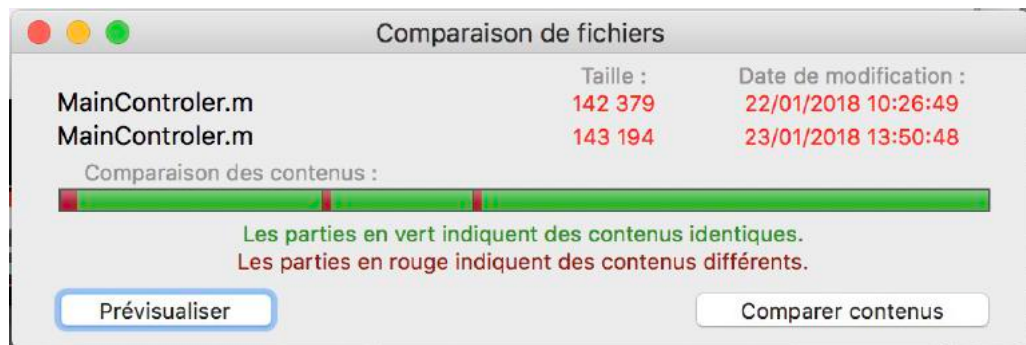 Comparaison de fichiers
Taille : Date de modification :
MainControler.m 142 379 22/01/2018 10:26:49
MainControler.m 143 194 23/01/2018 13:50:48
Comparaison des contenus :
Les parties en vert indiquent des contenus identiques.
Les parties en rouge indiquent des contenus différents.
Prévisualiser Comparer contenus